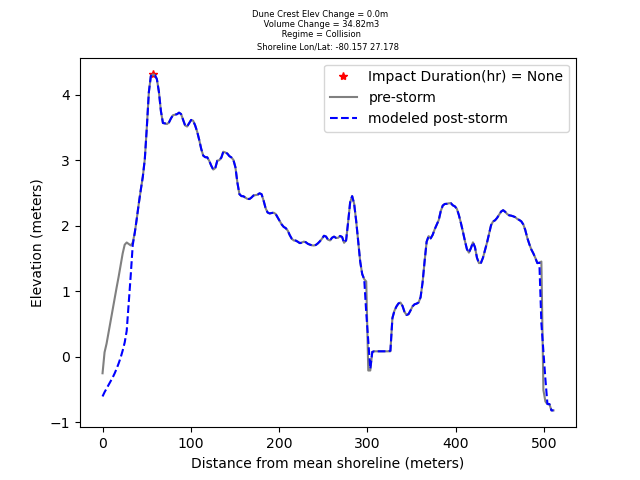 Dune Crest Elev Change = 0.0m
Volume Change = 34.82m3
Regime = Collision
Shoreline Lon/Lat: -80.157 27.178
Impact Duration(hr) = None
pre-storm
modeled post-storm
Elevation (meters)
4
3
2
1
0
−1
0 100 200 300 400 500
Distance from mean shoreline (meters)